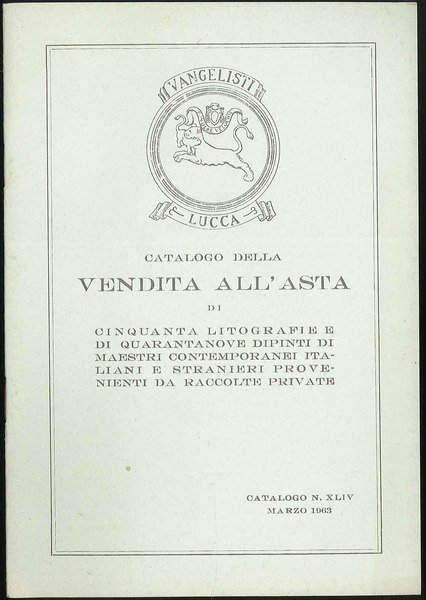 VANGELISTI
LUCCA
CATALOGO DELLA
VENDITA ALL'ASTA
DI
CINQUANTA LITOGRAFIE E
DI QUARANTANOVE DIPINTI DI
MAESTRI CONTEMPORANEI ITA-
LIANI E STRANIERI PROVE-
NIENTI DA RACCOLTE PRIVATE
CATALOGO N. XLIV
MARZO 1963